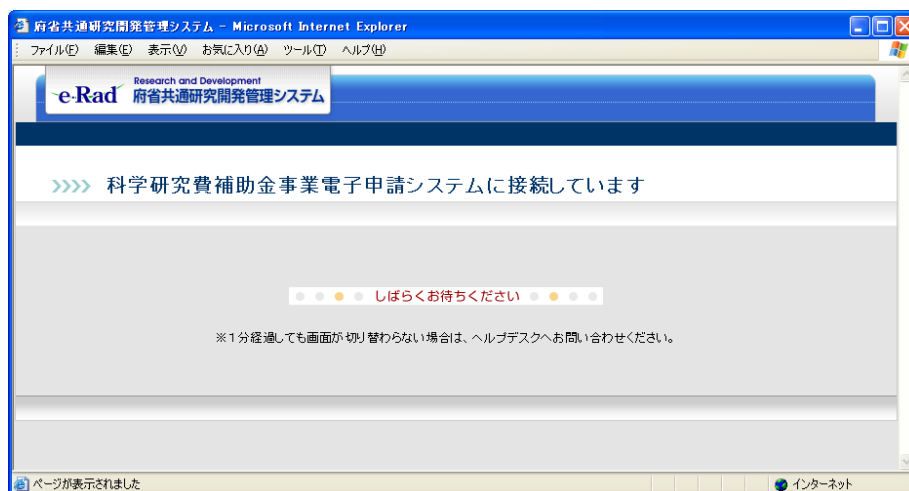 府省共通研究開発管理システム - Microsoft Internet Explorer
ファイル(F) 編集(E) 表示(V) お気に入り(A) ツール(T) ヘルプ(H)
Research and Development
e-Rad 府省共通研究開発管理システム
>>>> 科学研究費補助金事業電子申請システムに接続しています
しばらくお待ちください
※1分経過しても画面が切り替わらない場合は、ヘルプデスクへお問い合わせください。
ページが表示されました インターネット